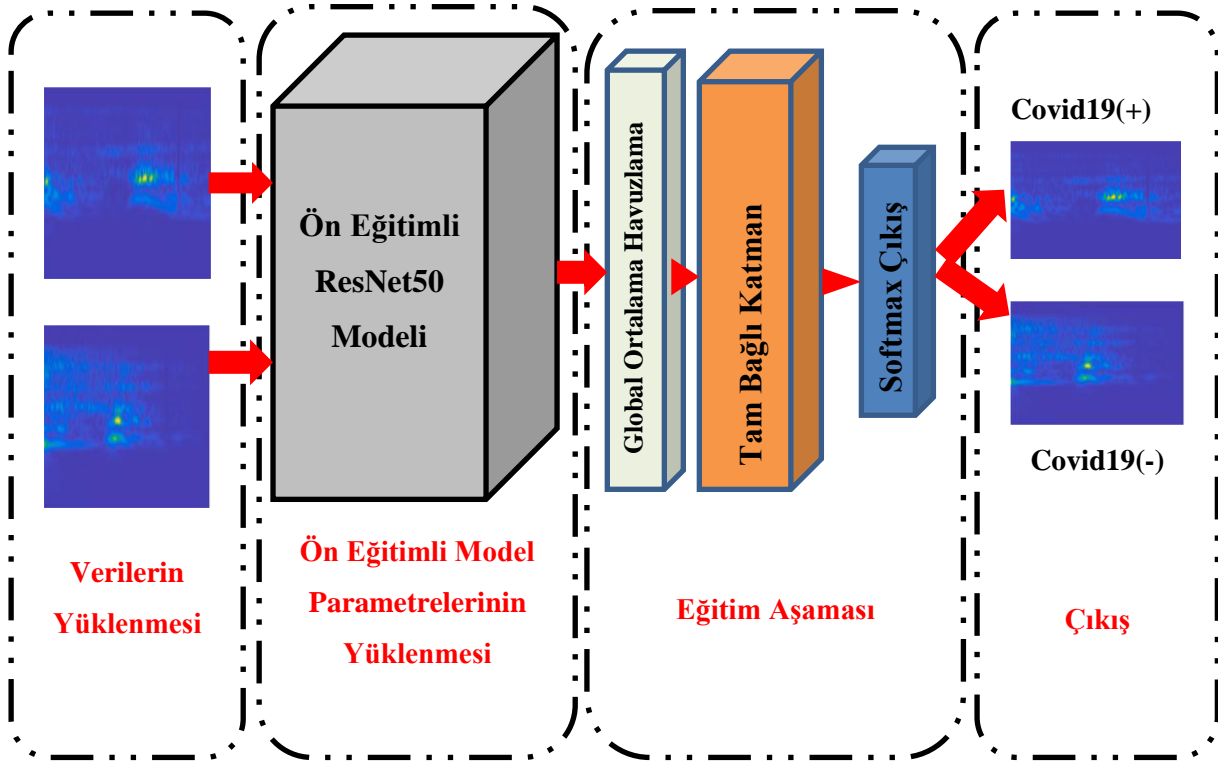 Ön Eğitimli
ResNet50
Modeli
Global Ortalama Havuzlama
Tam Bağlı Katman
Softmax Çıkış
Covid19(+)
Covid19(-)
Verilerin
Yüklenmesi
Ön Eğitimli Model
Parametrelerinin
Yüklenmesi
Eğitim Aşaması
Çıkış